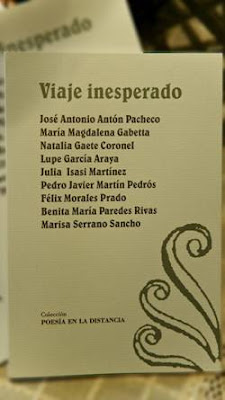 inesperado
Viaje inesperado
José Antonio Antón Pacheco
María Magdalena Gabetta
Natalia Gaete Coronel
Lupe García Araya
Julia Isasi Martínez
Pedro Javier Martín Pedrós
Félix Morales Prado
Benita María Paredes Rivas
Marisa Serrano Sancho
Colección
POESÍA EN LA DISTANCIA